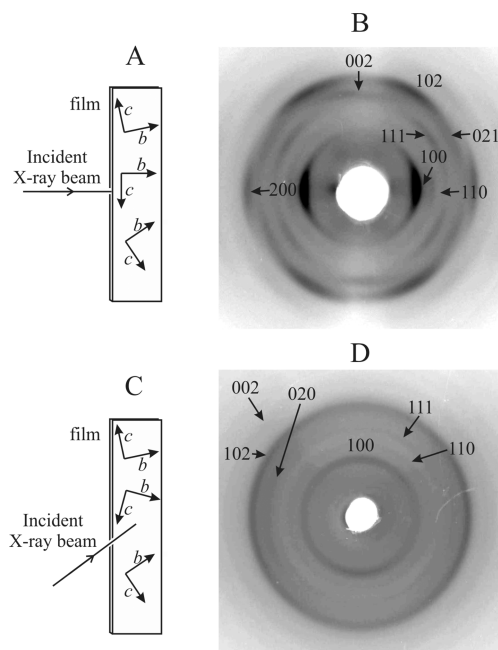 A
film
c
b
Incident
X-ray beam
b
c
b
c
B
002
102
111
021
100
200
110
C
film
c
b
b
c
Incident
X-ray beam
b
c
D
002
020
111
102
100
110